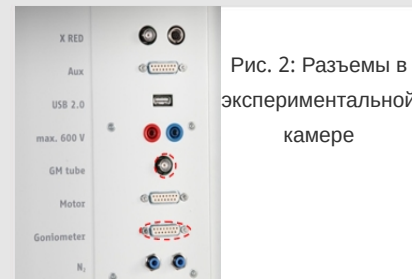 X RED
Aux
USB 2.0
max. 600 V
GM tube
Motor
Goniometer
N₂
Рис. 2: Разъемы в
экспериментальной
камере